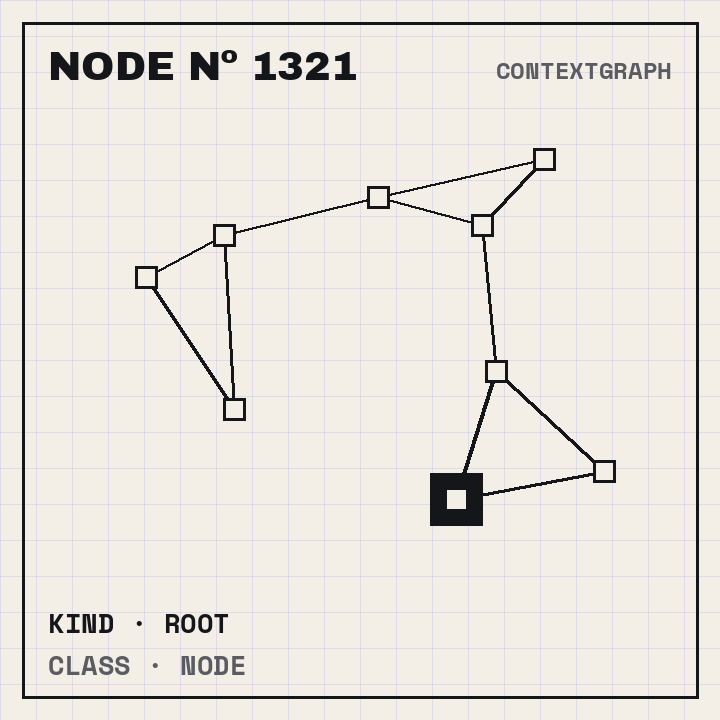 NODE Nº 1321
CONTEXTGRAPH
KIND · ROOT
CLASS · NODE